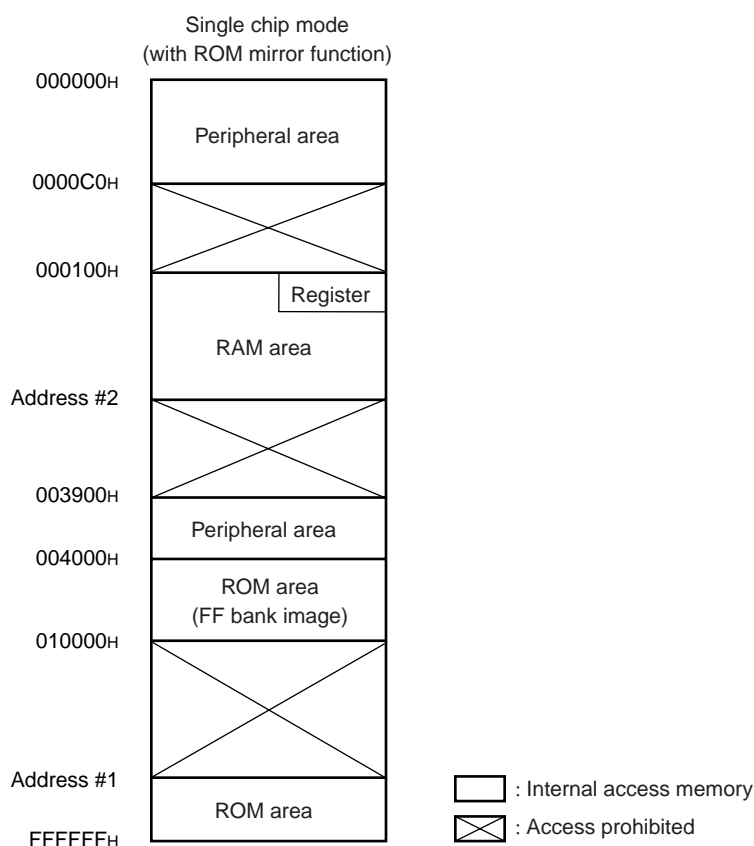 Single chip mode
(with ROM mirror function)
000000H
Peripheral area
0000C0H
000100H
Register
RAM area
Address #2
003900H
Peripheral area
004000H
ROM area
(FF bank image)
010000H
Address #1
ROM area
FFFFFFH
: Internal access memory
: Access prohibited